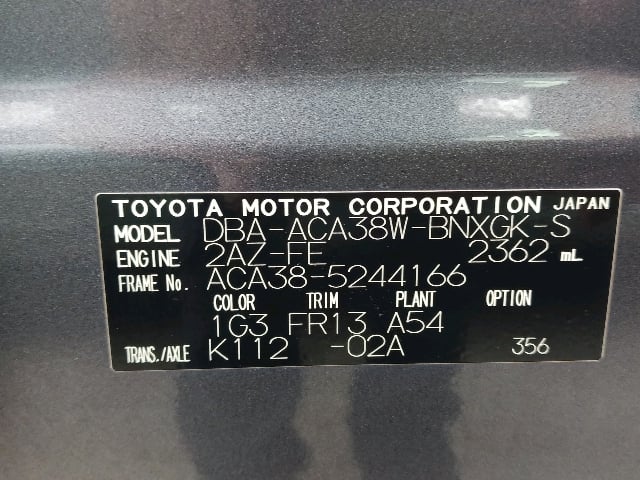 TOYOTA MOTOR CORPORATION JAPAN
MODEL DBA-ACA38W-BNXGK-S
ENGINE 2AZ-FE 2362 mL
FRAME No. ACA38-5244166
COLOR TRIM PLANT OPTION
1G3 FR13 A54
TRANS./AXLE K112 -02A 356